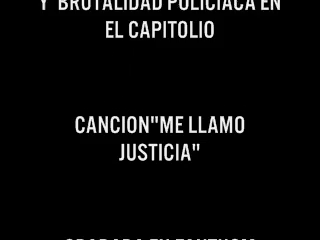 Y BRUTALIDAD POLICIACA EN
EL CAPITOLIO
CANCION"ME LLAMO
JUSTICIA"